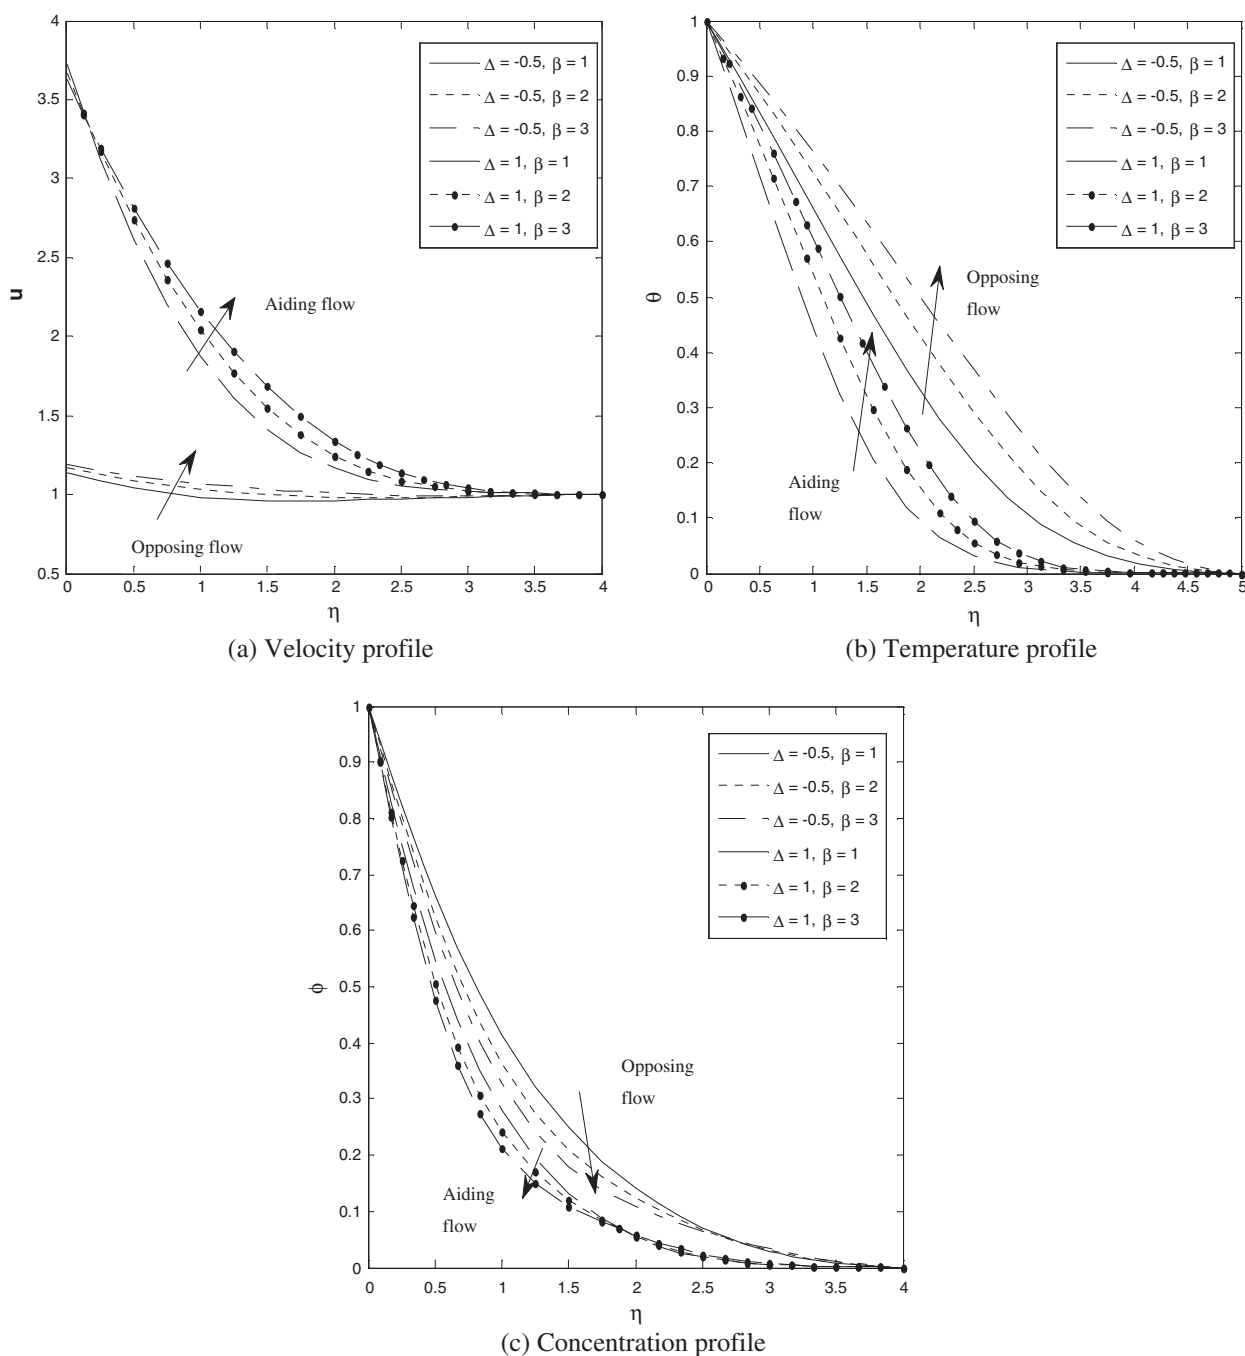 4
3.5
3
2.5
2
1.5
1
0.5
u
0
0.5
1
1.5
2
2.5
3
3.5
4
η
Δ = -0.5, β = 1
Δ = -0.5, β = 2
Δ = -0.5, β = 3
Δ = 1, β = 1
Δ = 1, β = 2
Δ = 1, β = 3
Aiding flow
Opposing flow
(a) Velocity profile
1
0.9
0.8
0.7
0.6
0.5
0.4
0.3
0.2
0.1
0
θ
0
0.5
1
1.5
2
2.5
3
3.5
4
4.5
5
η
Δ = -0.5, β = 1
Δ = -0.5, β = 2
Δ = -0.5, β = 3
Δ = 1, β = 1
Δ = 1, β = 2
Δ = 1, β = 3
Opposing
flow
Aiding
flow
(b) Temperature profile
1
0.9
0.8
0.7
0.6
0.5
0.4
0.3
0.2
0.1
0
ϕ
0
0.5
1
1.5
2
2.5
3
3.5
4
η
Δ = -0.5, β = 1
Δ = -0.5, β = 2
Δ = -0.5, β = 3
Δ = 1, β = 1
Δ = 1, β = 2
Δ = 1, β = 3
Opposing
flow
Aiding
flow
(c) Concentration profile